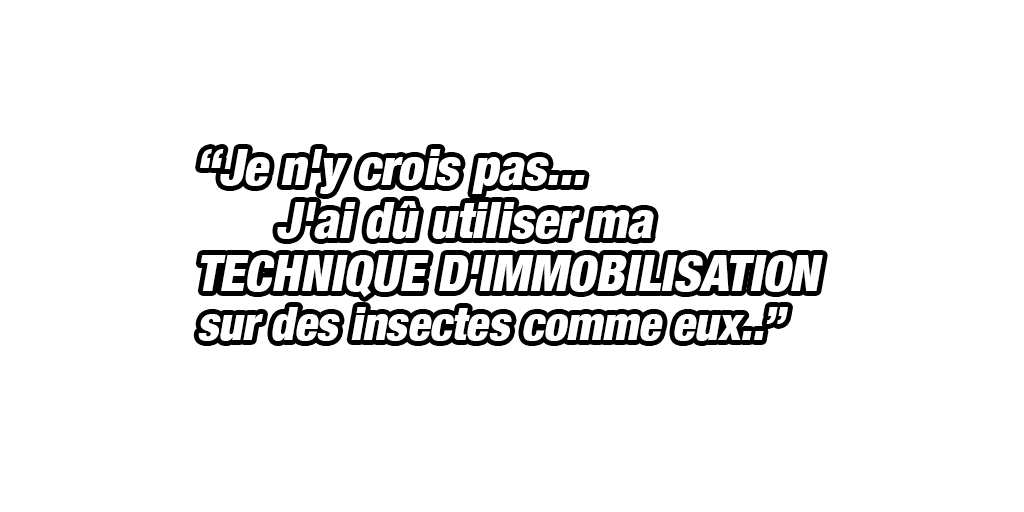 “Je n'y crois pas...
J'ai dû utiliser ma
TECHNIQUE D'IMMOBILISATION
sur des insectes comme eux..”